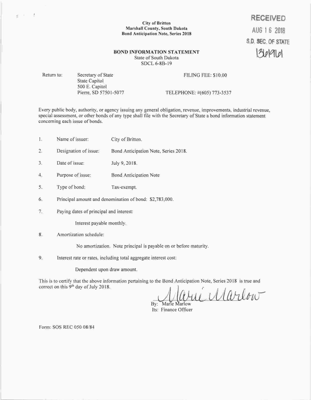 City of Britton
Marshall County, South Dakota
Bond Anticipation Note, Series 2018
RECEIVED
AUG 16 2018
S.D. SEC. OF STATE
BOND INFORMATION STATEMENT
State of South Dakota
SDCL 6-8B-19
Return to: Secretary of State FILING FEE: $10.00
State Capitol
500 E. Capitol
Pierre, SD 57501-5077 TELEPHONE: #(605) 773-3537
Every public body, authority, or agency issuing any general obligation, revenue, improvements, industrial revenue,
special assessment, or other bonds of any type shall file with the Secretary of State a bond information statement
concerning each issue of bonds.
1. Name of issuer: City of Britton.
2. Designation of issue: Bond Anticipation Note, Series 2018.
3. Date of issue: July 9, 2018.
4. Purpose of issue: Bond Anticipation Note
5. Type of bond: Tax-exempt.
6. Principal amount and denomination of bond: $2,783,000.
7. Paying dates of principal and interest:
Interest payable monthly.
8. Amortization schedule:
No amortization. Note principal is payable on or before maturity.
9. Interest rate or rates, including total aggregate interest cost:
Dependent upon draw amount.
This is to certify that the above information pertaining to the Bond Anticipation Note, Series 2018 is true and
correct on this 9th day of July 2018.
Marie Marlow
By: Marie Marlow
Its: Finance Officer
Form: SOS REC 050 08/84